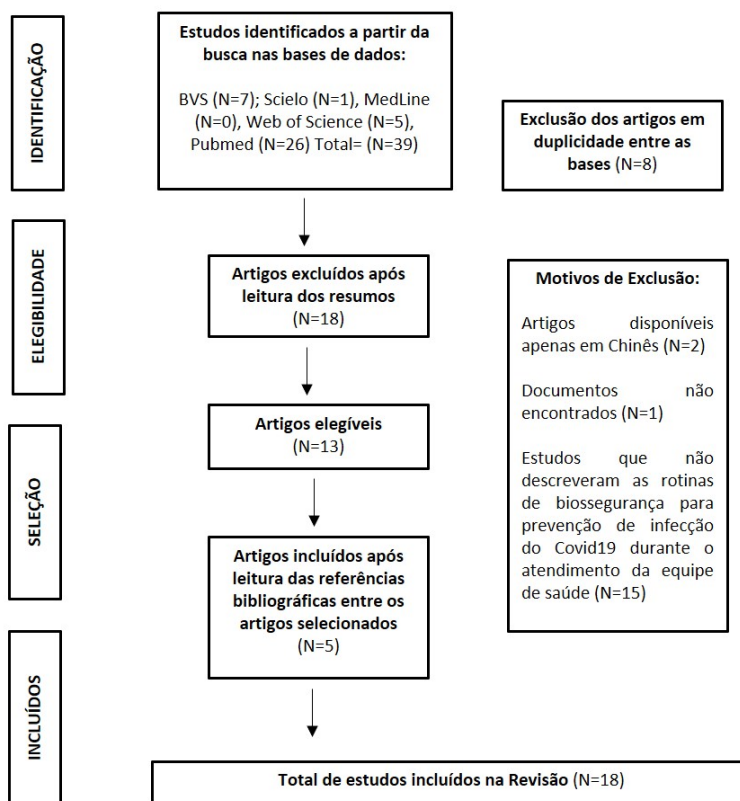 IDENTIFICAÇÃO
Estudos identificados a partir da
busca nas bases de dados:
BVS (N=7); Scielo (N=1), MedLine
(N=0), Web of Science (N=5),
Pubmed (N=26) Total= (N=39)
Exclusão dos artigos em
duplicidade entre as
bases (N=8)
ELEGIBILIDADE
Artigos excluídos após
leitura dos resumos
(N=18)
Motivos de Exclusão:
Artigos disponíveis
apenas em Chinês (N=2)
Documentos não
encontrados (N=1)
Estudos que não
descreveram as rotinas
de biossegurança para
prevenção de infecção
do Covid19 durante o
atendimento da equipe
de saúde (N=15)
Artigos elegíveis
(N=13)
SELEÇÃO
Artigos incluídos após
leitura das referências
bibliográficas entre os
artigos selecionados
(N=5)
INCLUÍDOS
Total de estudos incluídos na Revisão (N=18)